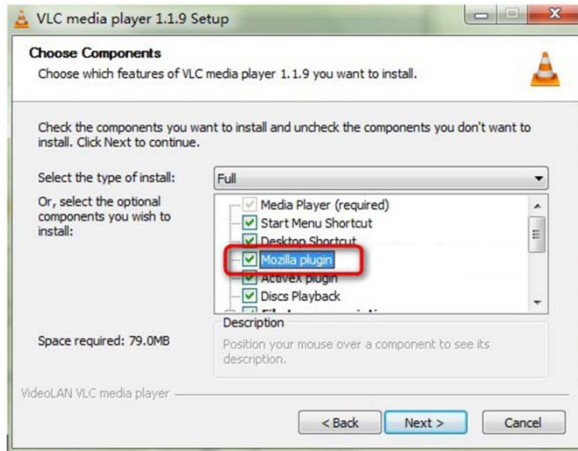 VLC media player 1.1.9 Setup
Choose Components
Choose which features of VLC media player 1.1.9 you want to install.
Check the components you want to install and uncheck the components you don't want to
install. Click Next to continue.
Select the type of install:
Full
Or, select the optional
components you wish to
install:
Media Player (required)
Start Menu Shortcut
Desktop Shortcut
Mozilla plugin
ActiveX plugin
Discs Playback
Space required: 79.0MB
Description
Position your mouse over a component to see its
description.
VideoLAN VLC media player
< Back
Next >
Cancel